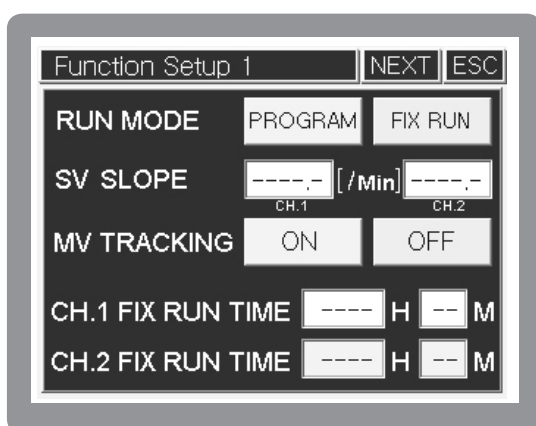 Function Setup 1 NEXT ESC
RUN MODE PROGRAM FIX RUN
SV SLOPE ----.- [/Min] ----.-
CH.1 CH.2
MV TRACKING ON OFF
CH.1 FIX RUN TIME ---- H -- M
CH.2 FIX RUN TIME ---- H -- M